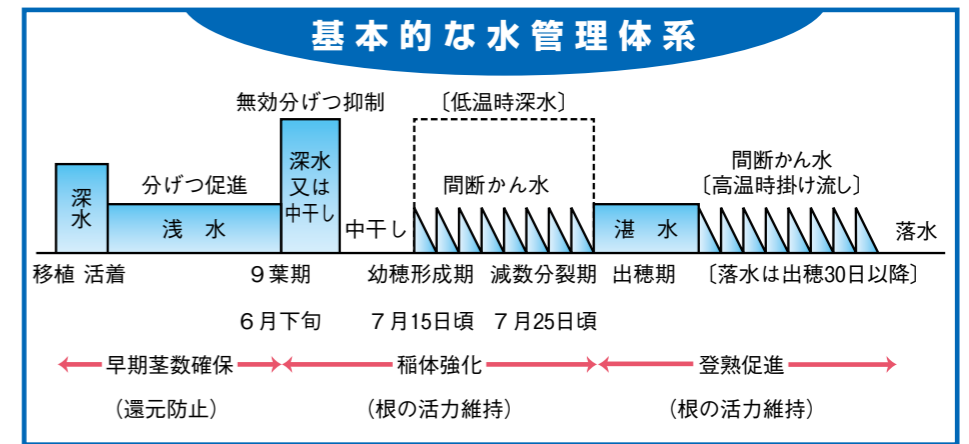 基本的な水管理体系
無効分げつ抑制
〔低温時深水〕
深水
分げつ促進
浅水
深水
又は
中干し
中干し
間断かん水
湛水
間断かん水
〔高温時掛け流し〕
落水
移植 活着
9葉期
幼穂形成期
減数分裂期
出穂期
〔落水は出穂30日以降〕
6月下旬
7月15日頃
7月25日頃
早期茎数確保
稲体強化
登熟促進
(還元防止)
(根の活力維持)
(根の活力維持)